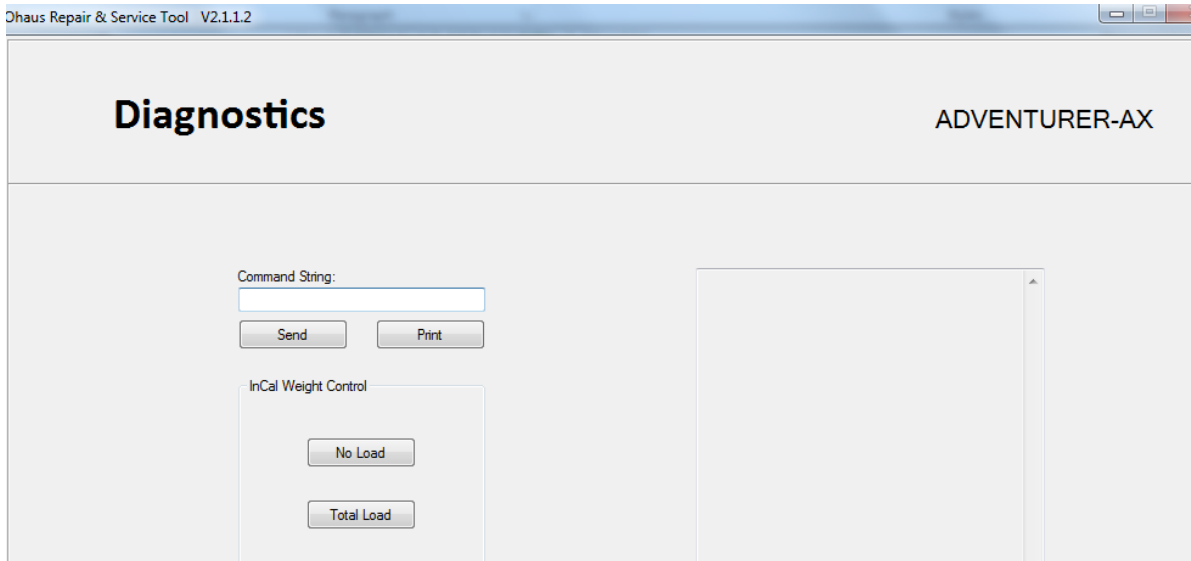 Ohaus Repair & Service Tool V2.1.1.2
Diagnostics
ADVENTURER-AX
Command String:
Send
Print
InCal Weight Control
No Load
Total Load